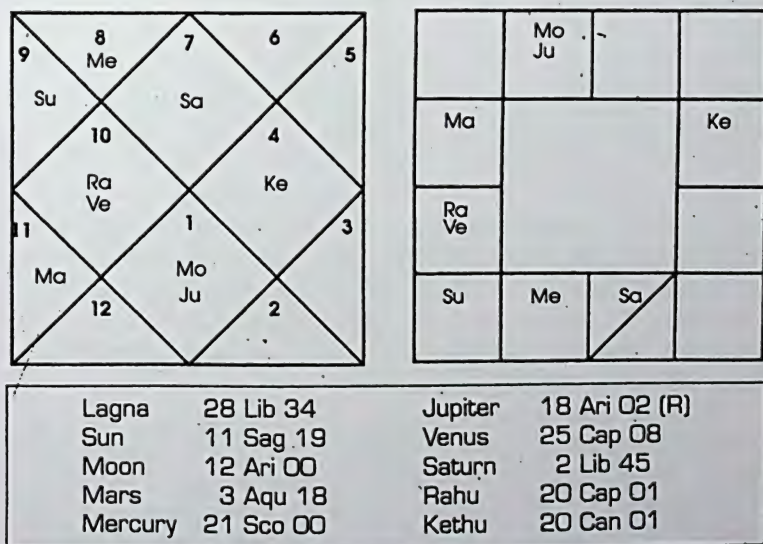 8
7
6
9
Me
5
Su
Sa
10
4
Ra
Ke
Ve
1
11
3
Mo
Ma
Ju
12
2
Mo
Ju
Ma
Ke
Ra
Ve
Su
Me
Sa
Lagna 28 Lib 34
Sun 11 Sag 19
Moon 12 Ari 00
Mars 3 Aqu 18
Mercury 21 Sco 00
Jupiter 18 Ari 02 (R)
Venus 25 Cap 08
Saturn 2 Lib 45
Rahu 20 Cap 01
Kethu 20 Can 01